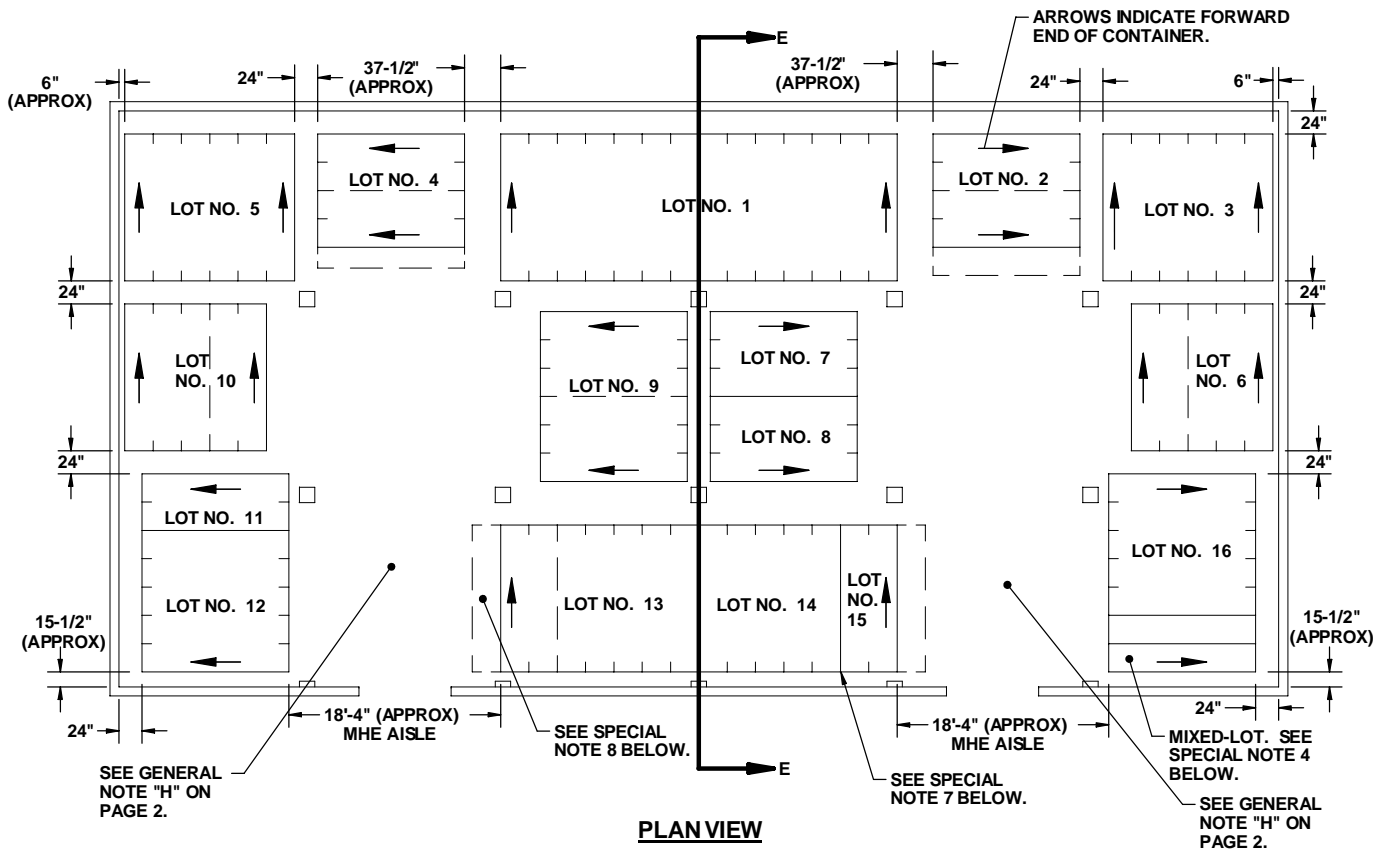 ARROWS INDICATE FORWARD
END OF CONTAINER.
E
6"
(APPROX)
24"
37-1/2"
(APPROX)
37-1/2"
(APPROX)
24"
6"
24"
LOT NO. 5
LOT NO. 4
LOT NO. 1
LOT NO. 2
LOT NO. 3
24"
24"
LOT
NO. 10
LOT NO. 9
LOT NO. 7
LOT NO. 8
LOT
NO. 6
24"
24"
LOT NO. 11
LOT NO. 12
LOT NO. 13
LOT NO. 14
LOT
NO.
15
LOT NO. 16
15-1/2"
(APPROX)
15-1/2"
(APPROX)
24"
18'-4" (APPROX)
MHE AISLE
SEE SPECIAL
NOTE 8 BELOW.
18'-4" (APPROX)
MHE AISLE
24"
MIXED-LOT. SEE
SPECIAL NOTE 4
BELOW.
SEE GENERAL
NOTE "H" ON
PAGE 2.
E
SEE SPECIAL
NOTE 7 BELOW.
SEE GENERAL
NOTE "H" ON
PAGE 2.
PLAN VIEW